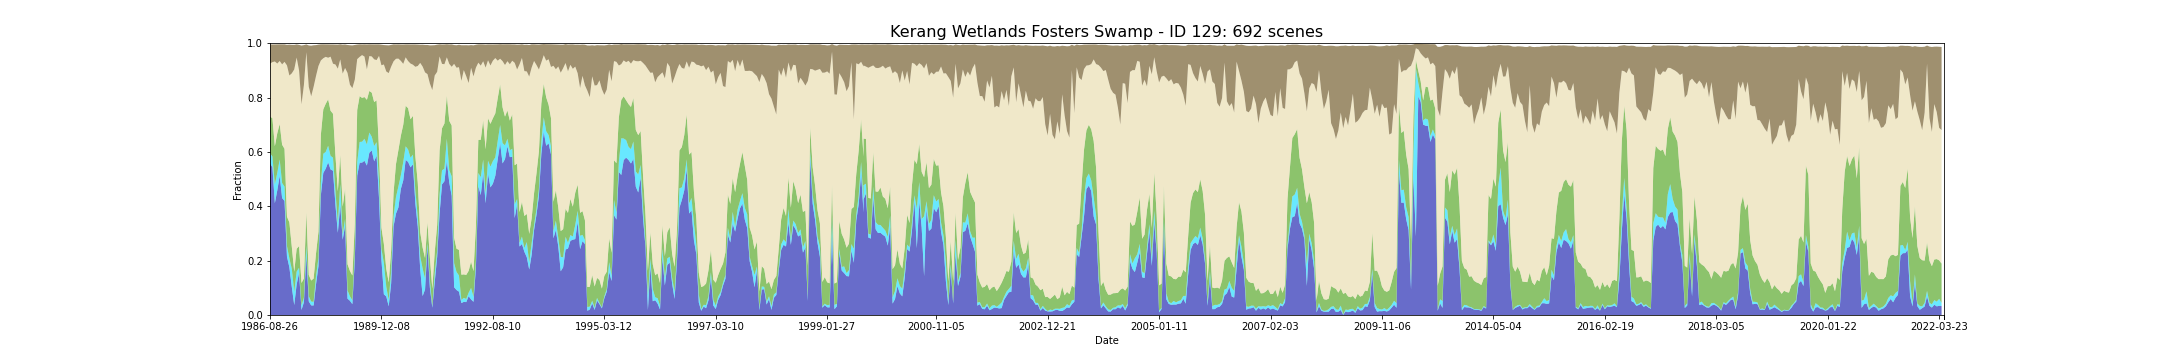 Kerang Wetlands Fosters Swamp - ID 129: 692 scenes
1.0
0.8
0.6
0.4
0.2
0.0
Fraction
1986-08-26 1989-12-08 1992-08-10 1995-03-12 1997-03-10 1999-01-27 2000-11-05 2002-12-21 2005-01-11 2007-02-03 2009-11-06 2014-05-04 2016-02-19 2018-03-05 2020-01-22 2022-03-23
Date